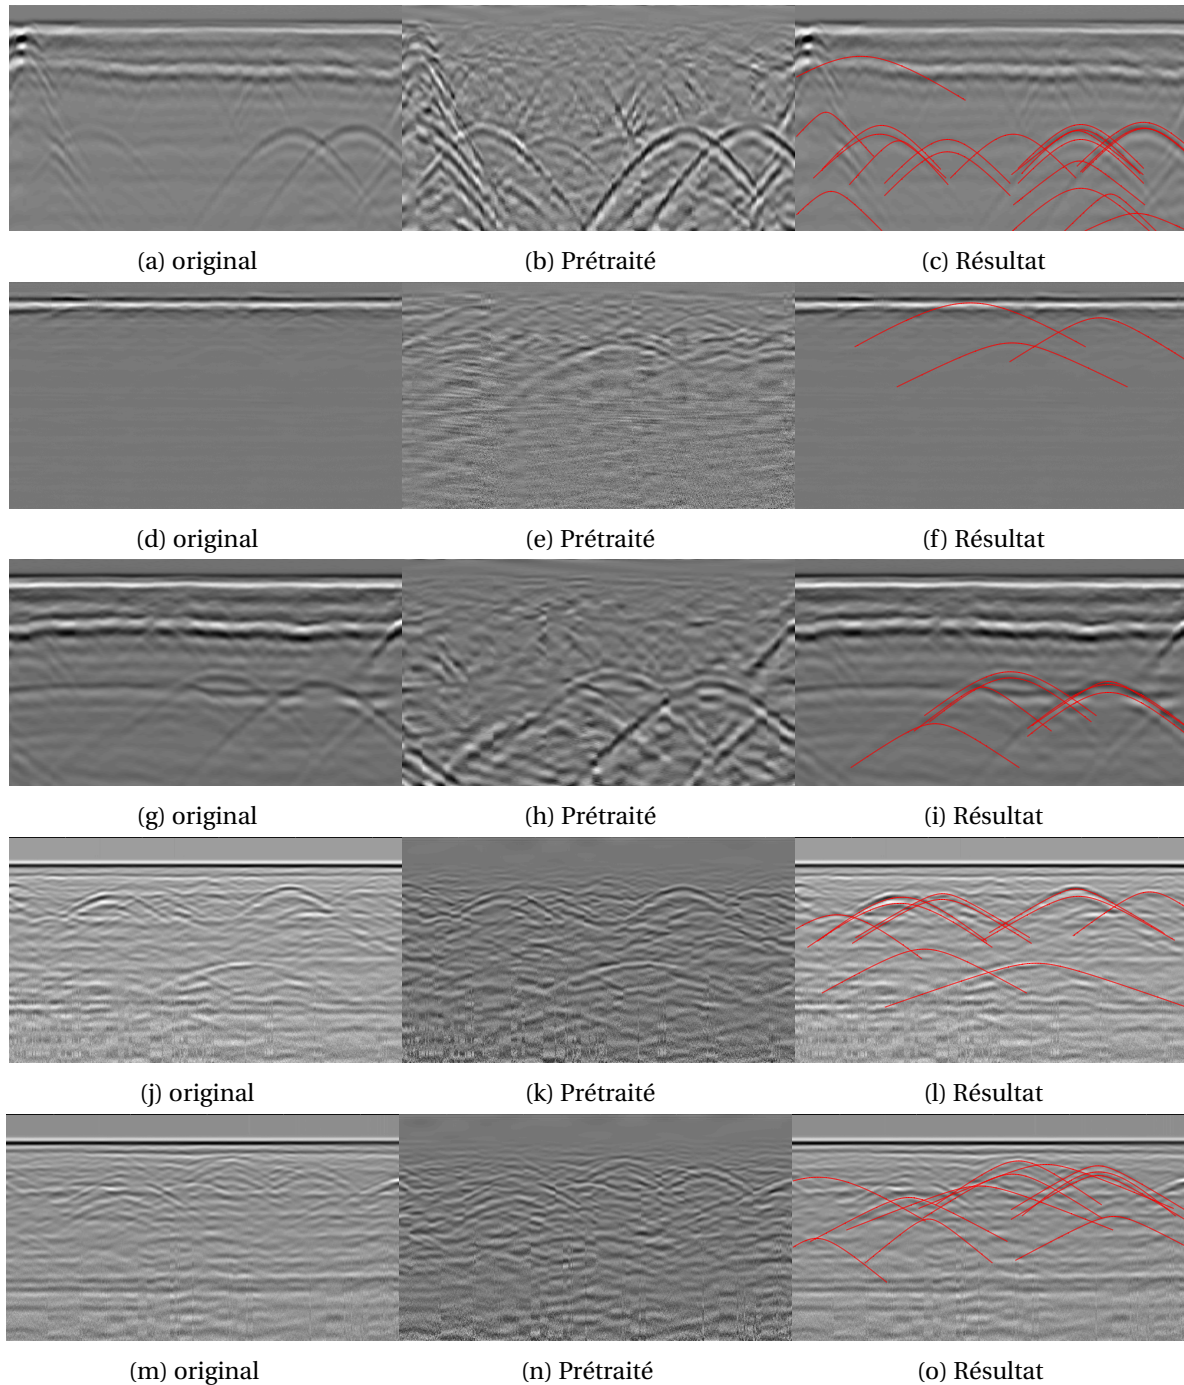 (a) original (b) Prétraité (c) Résultat
(d) original (e) Prétraité (f) Résultat
(g) original (h) Prétraité (i) Résultat
(j) original (k) Prétraité (l) Résultat
(m) original (n) Prétraité (o) Résultat